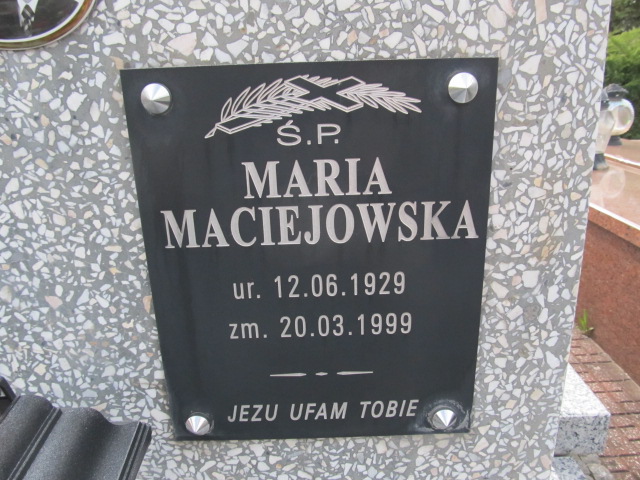 Ś.P.
MARIA
MACIEJOWSKA
ur. 12.06.1929
zm. 20.03.1999
JEZU UFAM TOBIE